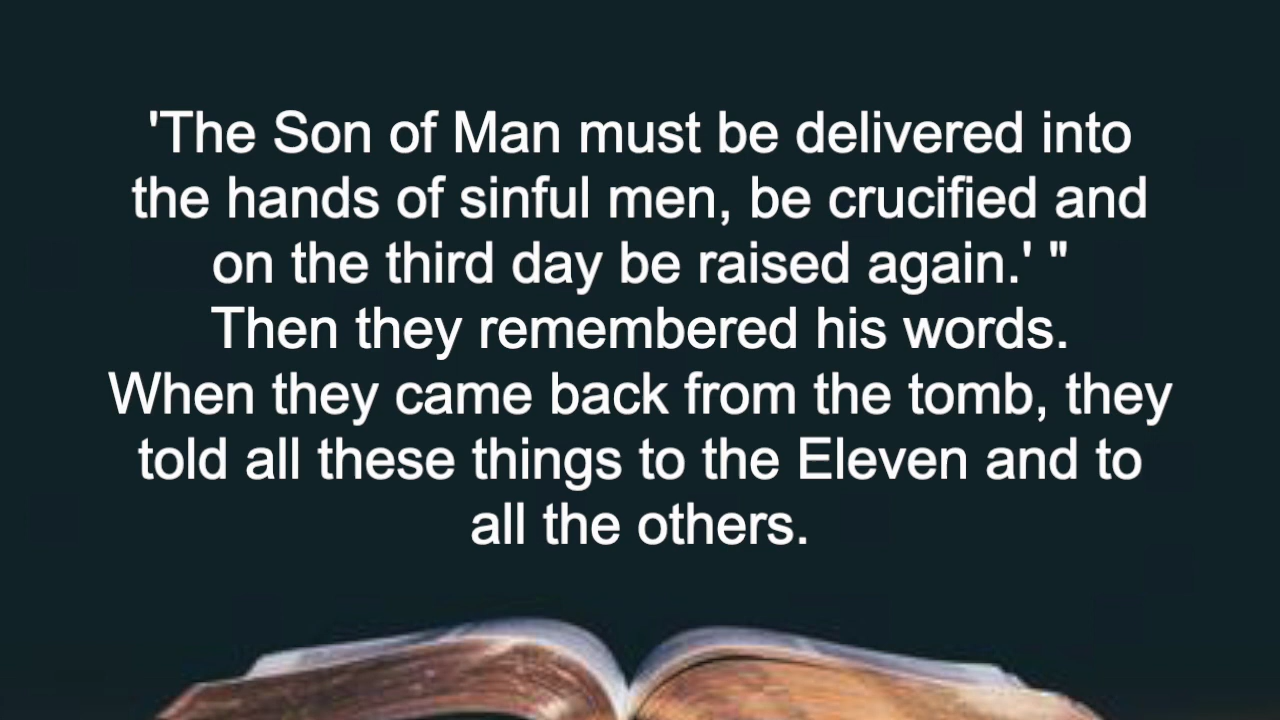 'The Son of Man must be delivered into
the hands of sinful men, be crucified and
on the third day be raised again.' "
Then they remembered his words.
When they came back from the tomb, they
told all these things to the Eleven and to
all the others.